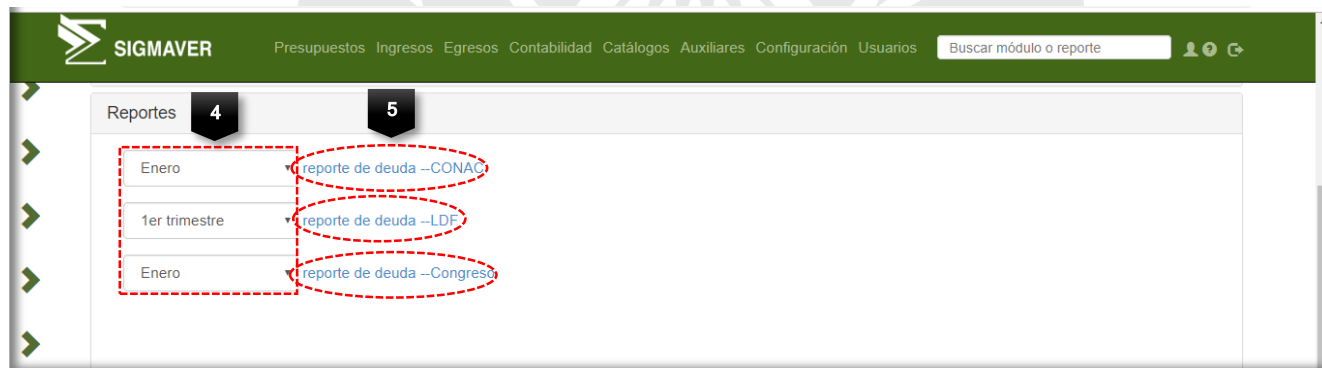 SIGMAVER Presupuestos Ingresos Egresos Contabilidad Catálogos Auxiliares Configuración Usuarios Buscar módulo o reporte
Reportes 4 5
Enero reporte de deuda --CONAC
1er trimestre reporte de deuda --LDF
Enero reporte de deuda --Congreso